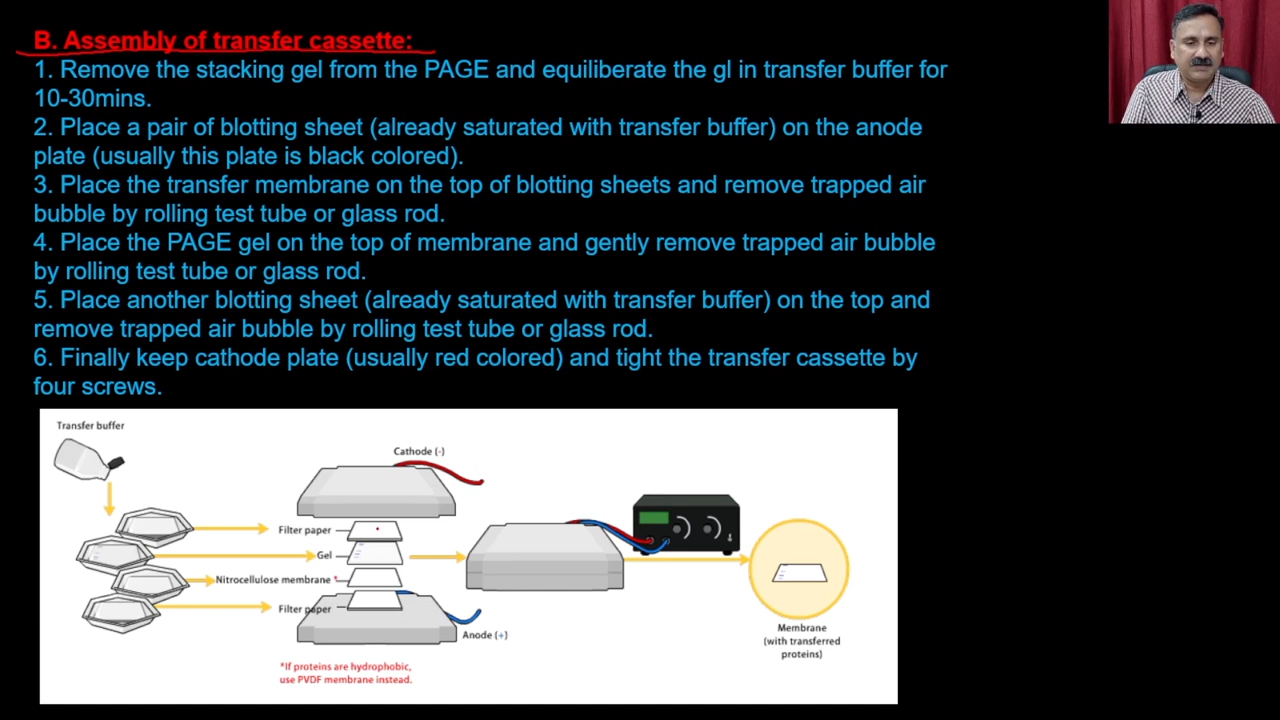 B. Assembly of transfer cassette:
1. Remove the stacking gel from the PAGE and equiliberate the gl in transfer buffer for
10-30mins.
2. Place a pair of blotting sheet (already saturated with transfer buffer) on the anode
plate (usually this plate is black colored).
3. Place the transfer membrane on the top of blotting sheets and remove trapped air
bubble by rolling test tube or glass rod.
4. Place the PAGE gel on the top of membrane and gently remove trapped air bubble
by rolling test tube or glass rod.
5. Place another blotting sheet (already saturated with transfer buffer) on the top and
remove trapped air bubble by rolling test tube or glass rod.
6. Finally keep cathode plate (usually red colored) and tight the transfer cassette by
four screws.
Transfer buffer
Cathode (-)
Filter paper
Gel
Nitrocellulose membrane *
Filter paper
Anode (+)
*If proteins are hydrophobic,
use PVDF membrane instead.
Membrane
(with transferred
proteins)